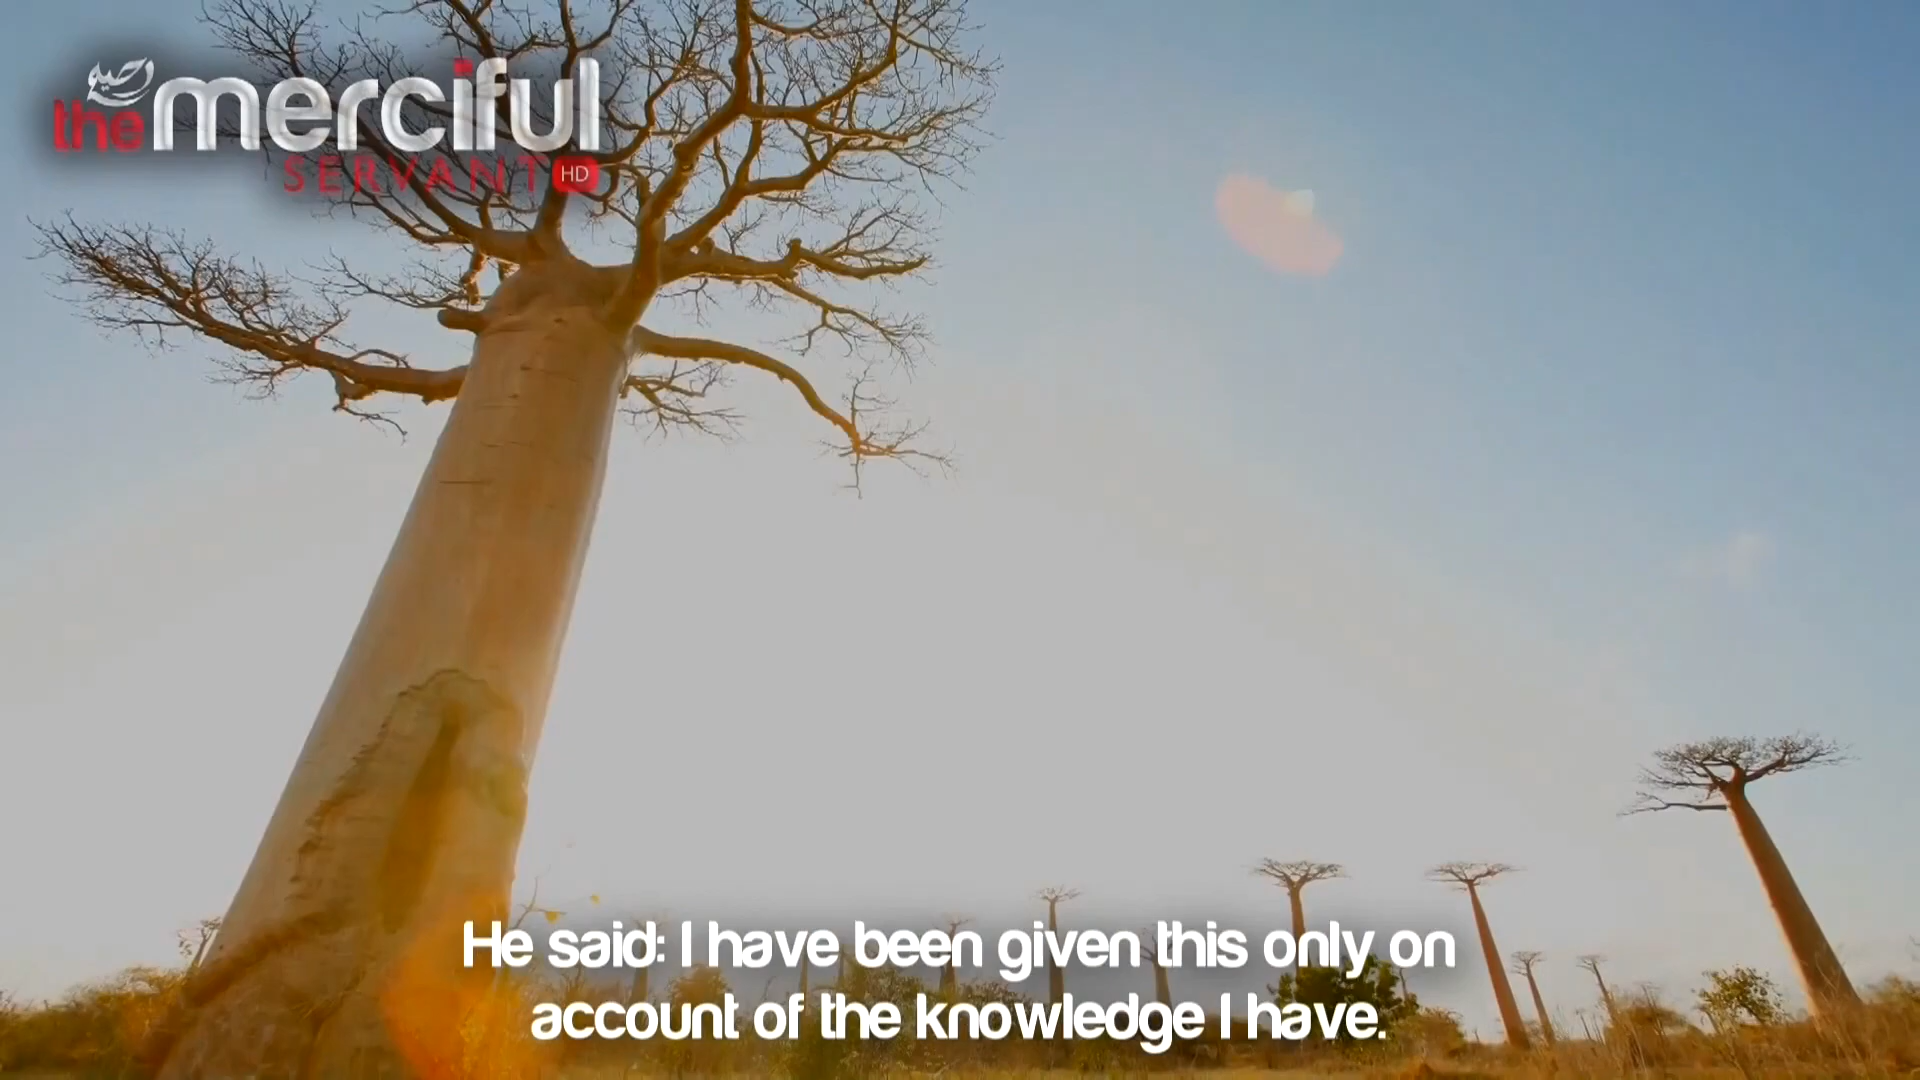 the merciful
SERVANT HD
He said: I have been given this only on
account of the knowledge I have.